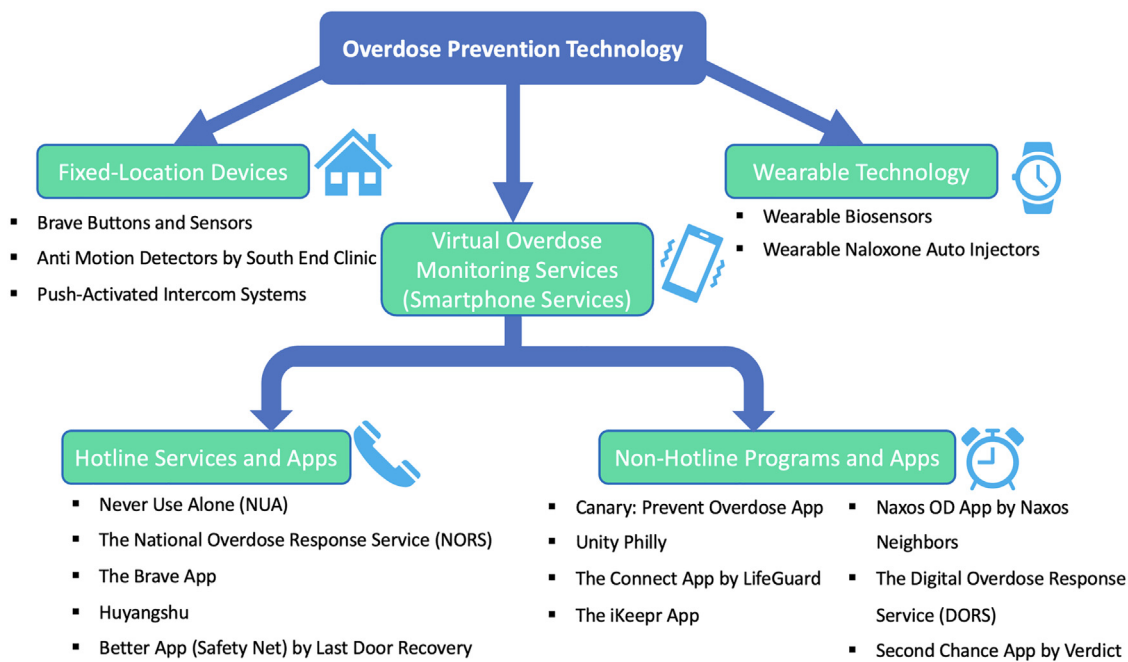 Overdose Prevention Technology
Fixed-Location Devices
Brave Buttons and Sensors
Anti Motion Detectors by South End Clinic
Push-Activated Intercom Systems
Virtual Overdose
Monitoring Services
(Smartphone Services)
Wearable Technology
Wearable Biosensors
Wearable Naloxone Auto Injectors
Hotline Services and Apps
Never Use Alone (NUA)
The National Overdose Response Service (NORS)
The Brave App
Huyangshu
Better App (Safety Net) by Last Door Recovery
Non-Hotline Programs and Apps
Canary: Prevent Overdose App
Unity Philly
The Connect App by LifeGuard
The iKeepr App
Naxos OD App by Naxos
Neighbors
The Digital Overdose Response
Service (DORS)
Second Chance App by Verdict